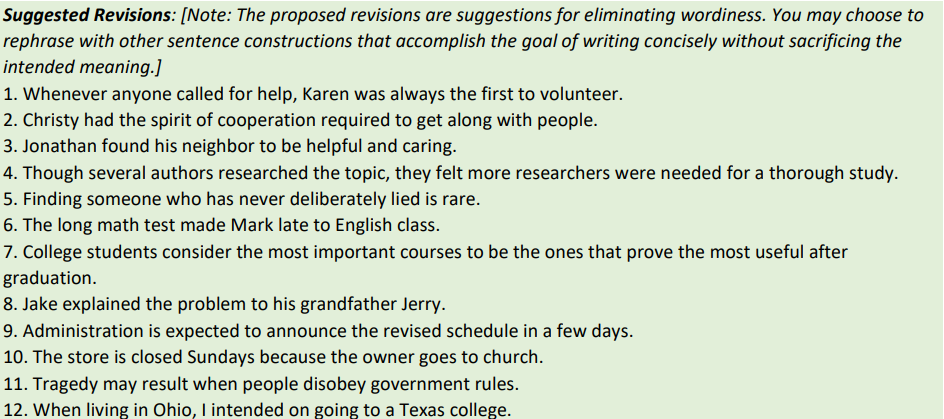 Suggested Revisions: [Note: The proposed revisions are suggestions for eliminating wordiness. You may choose to
rephrase with other sentence constructions that accomplish the goal of writing concisely without sacrificing the
intended meaning.]
1. Whenever anyone called for help, Karen was always the first to volunteer.
2. Christy had the spirit of cooperation required to get along with people.
3. Jonathan found his neighbor to be helpful and caring.
4. Though several authors researched the topic, they felt more researchers were needed for a thorough study.
5. Finding someone who has never deliberately lied is rare.
6. The long math test made Mark late to English class.
7. College students consider the most important courses to be the ones that prove the most useful after
graduation.
8. Jake explained the problem to his grandfather Jerry.
9. Administration is expected to announce the revised schedule in a few days.
10. The store is closed Sundays because the owner goes to church.
11. Tragedy may result when people disobey government rules.
12. When living in Ohio, I intended on going to a Texas college.